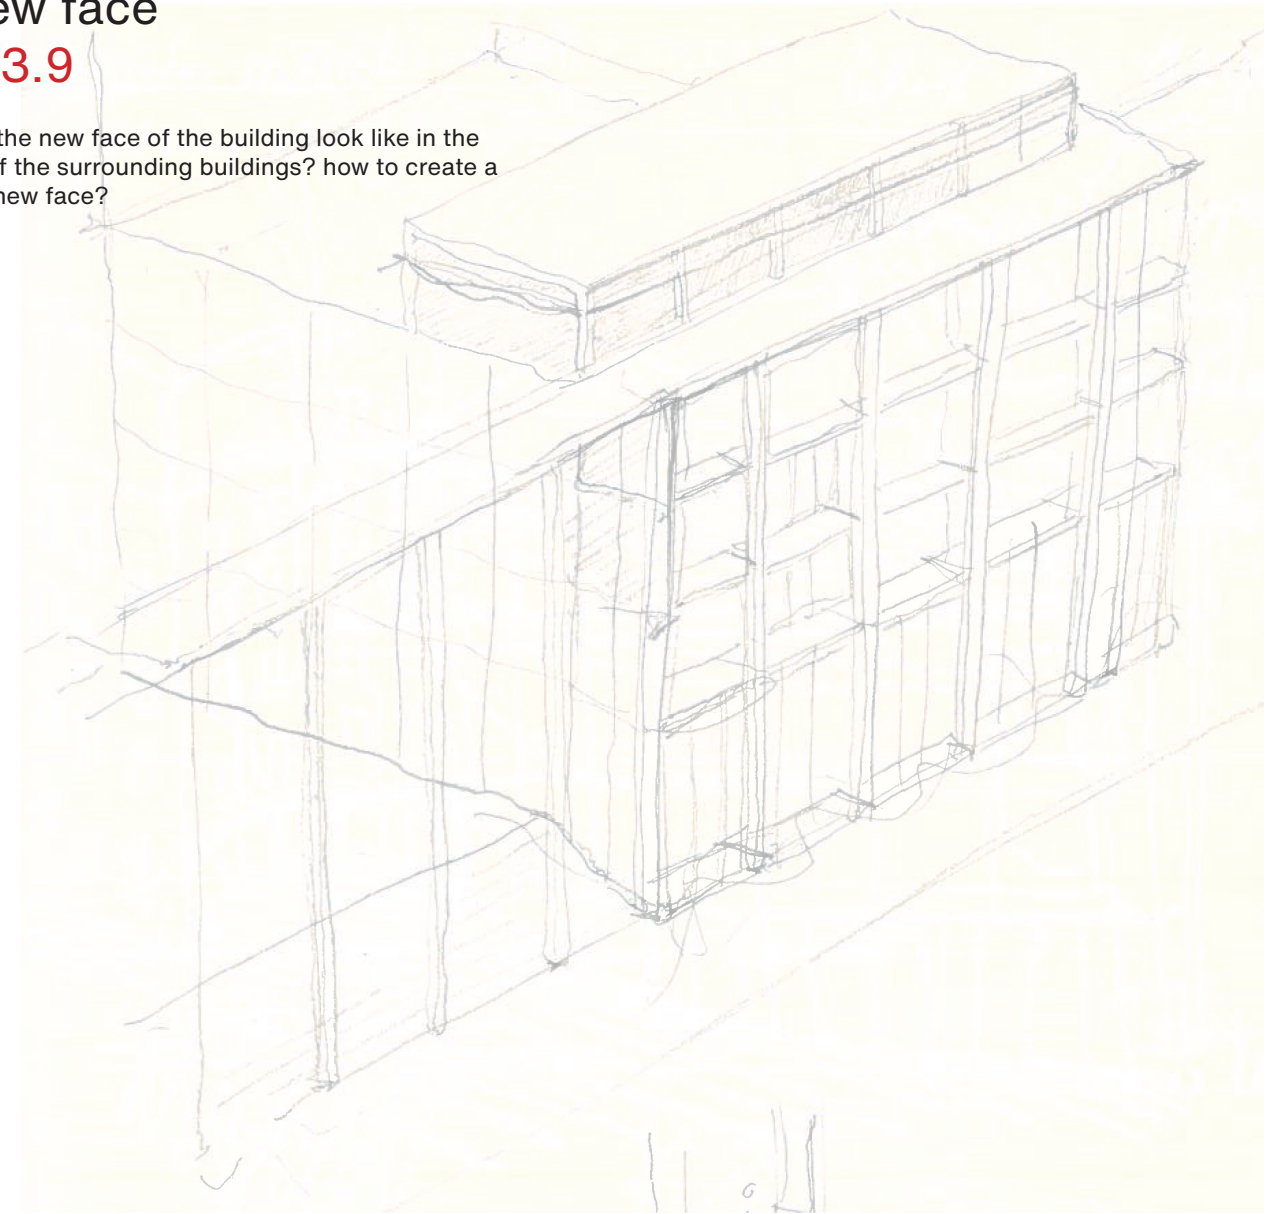 face
3.9
the new face of the building look like in the
the surrounding buildings? how to create a
new face?